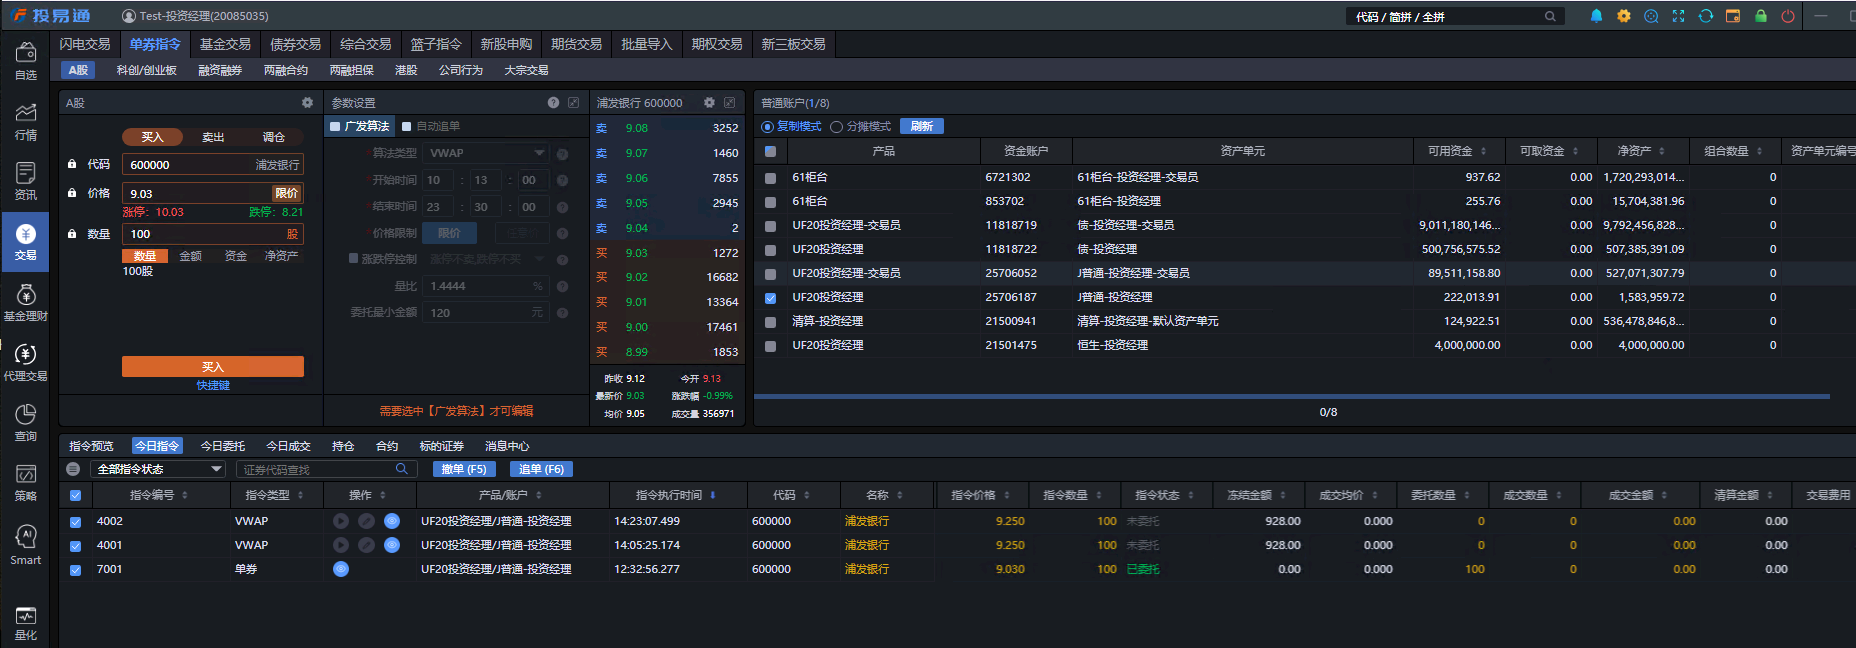 投易通 Test-投资经理(20085035) 代码 / 简拼 / 全拼
闪电交易 单券指令 基金交易 债券交易 综合交易 篮子指令 新股申购 期货交易 批量导入 期权交易 新三板交易
A股 科创/创业板 融资融券 两融合约 两融担保 港股 公司行为 大宗交易
自选
行情
资讯
交易
基金理财
代理交易
查询
策略
Smart
量化
A股
买入 卖出 调仓
代码 600000 浦发银行
价格 9.03 限价
涨停: 10.03 跌停: 8.21
数量 100 股
数量 金额 资金 净资产
100股
买入
快捷键
参数设置
广发算法 自动追单
*算法类型 VWAP
*开始时间 10 : 13 : 00
*结束时间 23 : 30 : 00
*价格限制 限价
涨跌停控制 涨停不卖,跌停不买
量比 1.4444 %
委托最小金额 120 元
需要选中【广发算法】才可编辑
浦发银行 600000
卖 9.08 3252
卖 9.07 1460
卖 9.06 7855
卖 9.05 2945
卖 9.04 2
买 9.03 1272
买 9.02 16682
买 9.01 13364
买 9.00 17461
买 8.99 1853
昨收 9.12 今开 9.13
最新价 9.03 涨跌幅 -0.99%
均价 9.05 成交量 356971
普通账户(1/8)
复制模式 分摊模式 刷新
产品 资金账户 资产单元 可用资金 可取资金 净资产 组合数量 资产单元编号
61柜台 6721302 61柜台-投资经理-交易员 937.62 0.00 1,720,293,014... 0
61柜台 853702 61柜台-投资经理 255.76 0.00 15,704,381.96 0
UF20投资经理-交易员 11818719 债-投资经理-交易员 9,011,180,146... 0.00 9,792,456,828... 0
UF20投资经理 11818722 债-投资经理 500,756,575.52 0.00 507,385,391.09 0
UF20投资经理-交易员 25706052 J普通-投资经理-交易员 89,511,158.80 0.00 527,071,307.79 0
UF20投资经理 25706187 J普通-投资经理 222,013.91 0.00 1,583,959.72 0
清算-投资经理 21500941 清算-投资经理-默认资产单元 124,922.51 0.00 536,478,846,8... 0
UF20投资经理 21501475 恒生-投资经理 4,000,000.00 0.00 4,000,000.00 0
0/8
指令预览 今日指令 今日委托 今日成交 持仓 合约 标的证券 消息中心
全部指令状态 证券代码查找 撤单 (F5) 追单 (F6)
指令编号 指令类型 操作 产品/账户 指令执行时间 代码 名称 指令价格 指令数量 指令状态 冻结金额 成交均价 委托数量 成交数量 成交金额 清算金额 交易费用
4002 VWAP UF20投资经理/J普通-投资经理 14:23:07.499 600000 浦发银行 9.250 100 未委托 928.00 0.000 0 0 0.00 0.00
4001 VWAP UF20投资经理/J普通-投资经理 14:05:25.174 600000 浦发银行 9.250 100 未委托 928.00 0.000 0 0 0.00 0.00
7001 单券 UF20投资经理/J普通-投资经理 12:32:56.277 600000 浦发银行 9.030 100 已委托 0.00 0.000 100 0 0.00 0.00